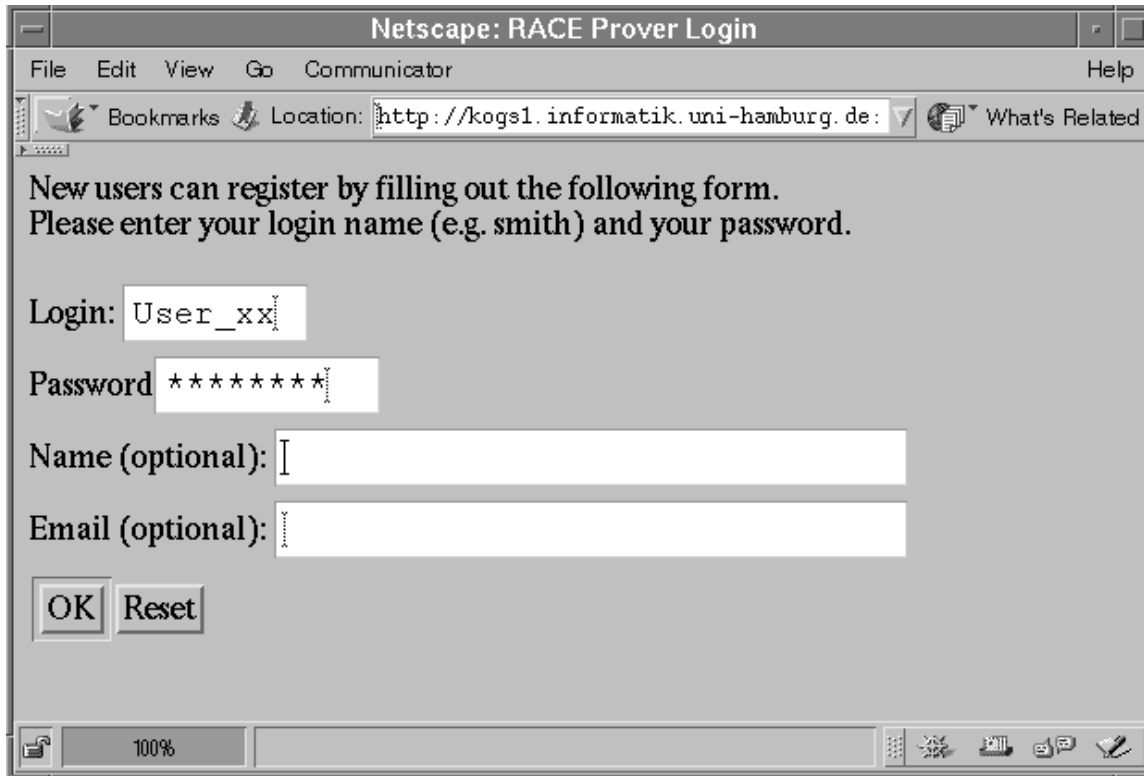 Netscape: RACE Prover Login
File Edit View Go Communicator Help
Bookmarks Location: http://kogs1.informatik.uni-hamburg.de: What's Related
New users can register by filling out the following form.
Please enter your login name (e.g. smith) and your password.
Login: User_xx
Password ********
Name (optional):
Email (optional):
OK Reset
100%